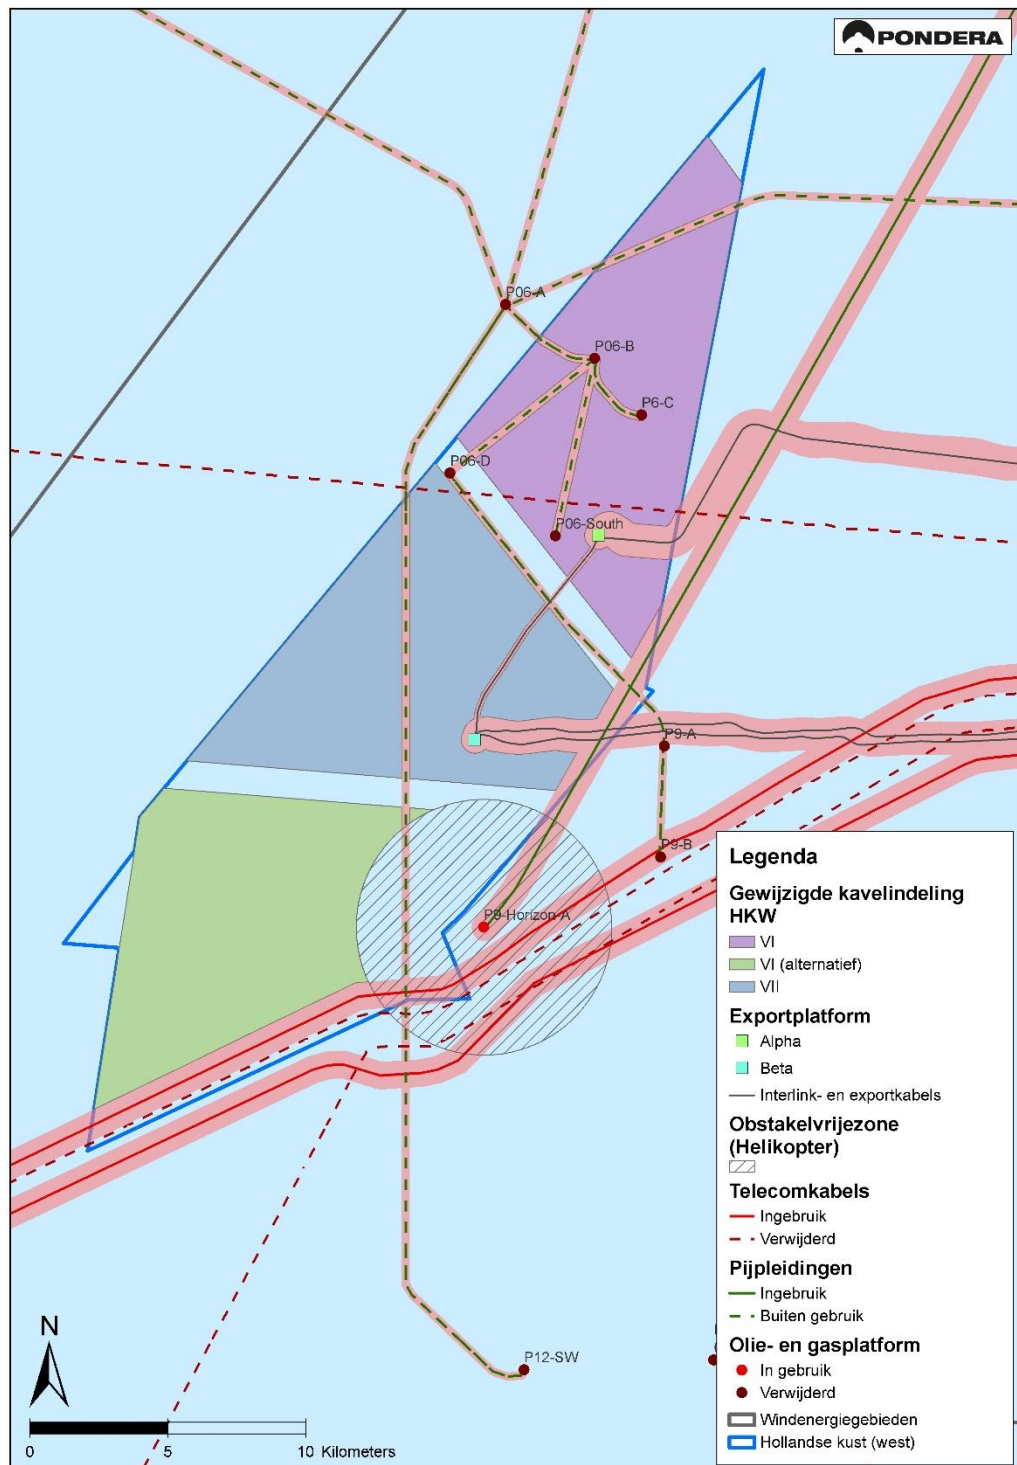 PONDERA
P06-A
P06-B
P6-C
P06-D
P06-South
P9-A
P9-B
P9-Horizon-A
P12-SW
Legenda
Gewijzigde kavelindeling
HKW
VI
VI (alternatief)
VII
Exportplatform
Alpha
Beta
Interlink- en exportkabels
Obstakelvrijezone
(Helikopter)
Telecomkabels
Ingebruik
Verwijderd
Pijpleidingen
Ingebruik
Buiten gebruik
Olie- en gasplatform
In gebruik
Verwijderd
Windenergiegebieden
Hollandse kust (west)
N
0 5 10 Kilometers